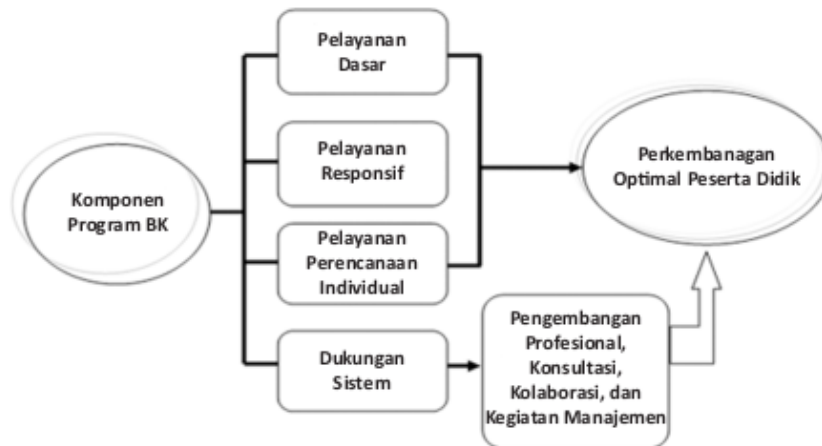 Pelayanan
Dasar
Pelayanan
Responsif
Komponen
Program BK
Pelayanan
Perencanaan
Individual
Dukungan
Sistem
Pengembangan
Profesional,
Konsultasi,
Kolaborasi, dan
Kegiatan Manajemen
Perkembanagan
Optimal Peserta Didik